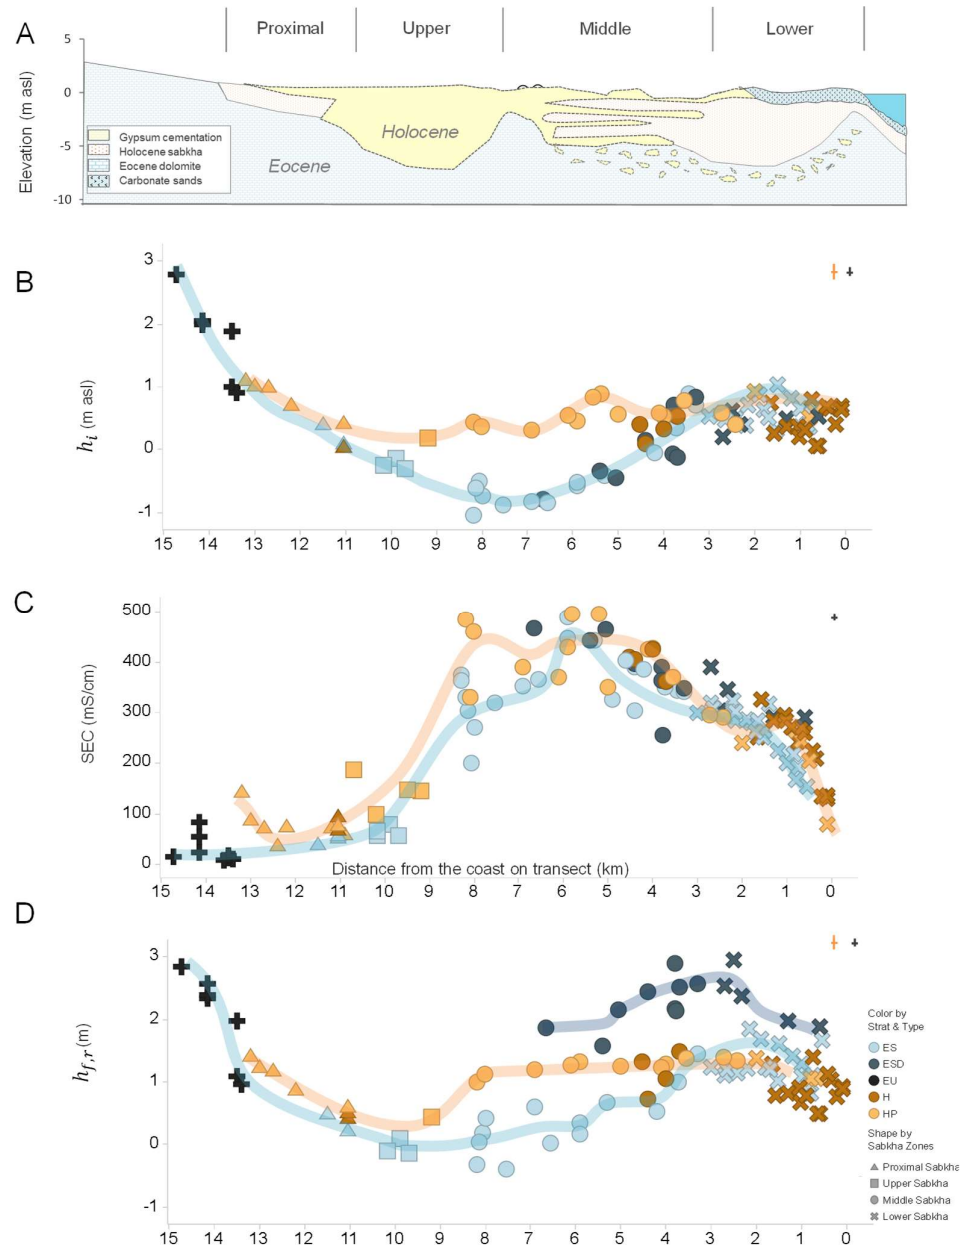 A
Proximal
Upper
Middle
Lower
Elevation (m asl)
5
0
-5
-10
Holocene
Eocene
Gypsum cementation
Holocene sabkha
Eocene dolomite
Carbonate sands
B
h_i (m asl)
3
2
1
0
-1
15 14 13 12 11 10 9 8 7 6 5 4 3 2 1 0
C
SEC (mS/cm)
500
400
300
200
100
0
15 14 13 12 11 10 9 8 7 6 5 4 3 2 1 0
Distance from the coast on transect (km)
D
h_f,r (m)
3
2
1
0
-1
15 14 13 12 11 10 9 8 7 6 5 4 3 2 1 0
Color by
Strat & Type
ES
ESD
EU
H
HP
Shape by
Sabkha Zones
Proximal Sabkha
Upper Sabkha
Middle Sabkha
Lower Sabkha